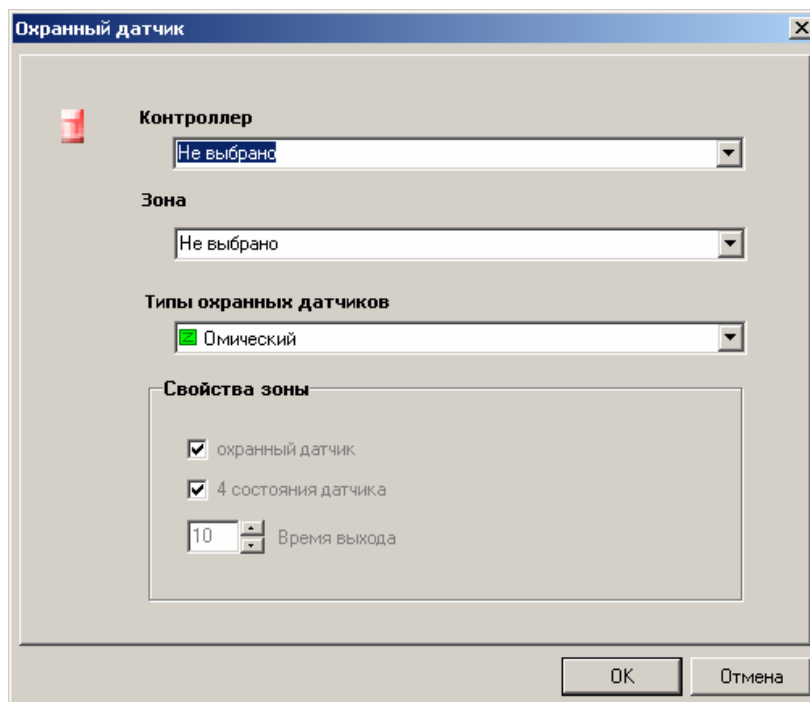 Охранный датчик
Контроллер
Не выбрано
Зона
Не выбрано
Типы охранных датчиков
Омический
Свойства зоны
охранный датчик
4 состояния датчика
10 Время выхода
OK Отмена